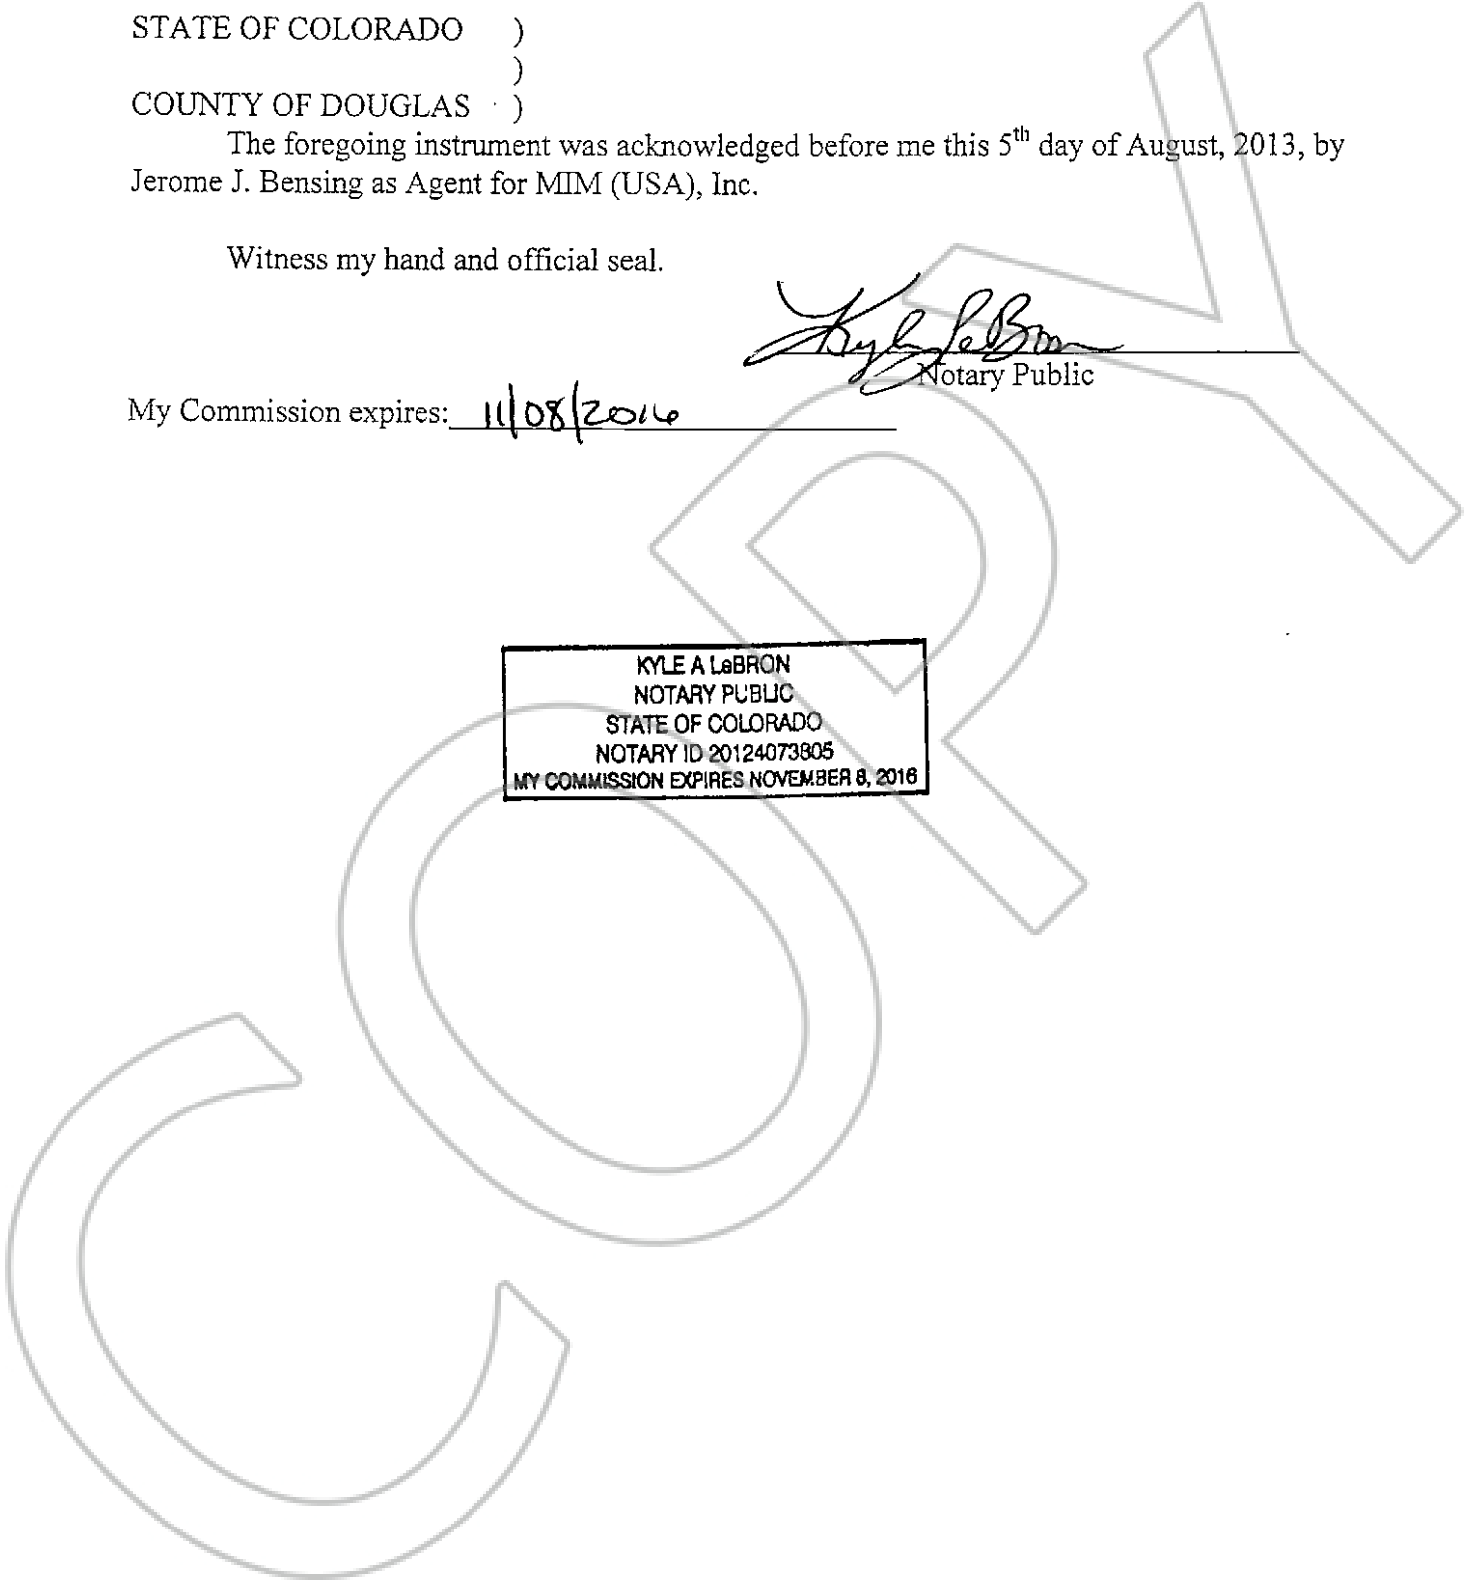 STATE OF COLORADO )
)
COUNTY OF DOUGLAS )
The foregoing instrument was acknowledged before me this 5th day of August, 2013, by
Jerome J. Bensing as Agent for MIM (USA), Inc.
Witness my hand and official seal.
Kyle LeBron
Notary Public
My Commission expires: 11/08/2016
KYLE A LeBRON
NOTARY PUBLIC
STATE OF COLORADO
NOTARY ID 20124073805
MY COMMISSION EXPIRES NOVEMBER 8, 2016
COPY